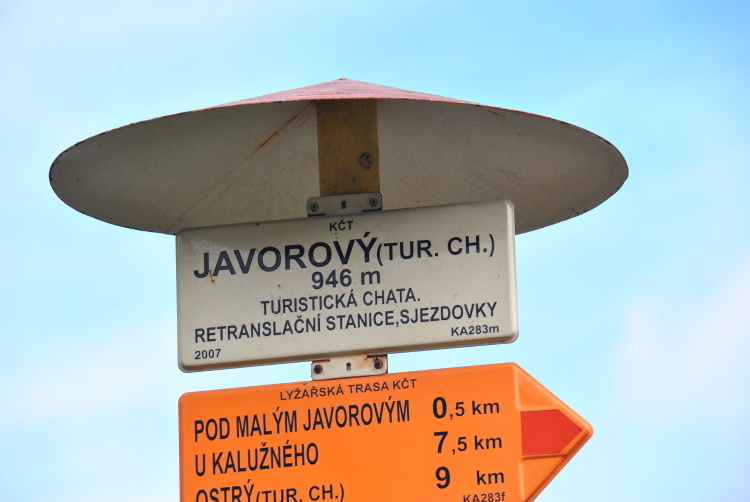 KČT
JAVOROVÝ(TUR. CH.)
946 m
TURISTICKÁ CHATA.
RETRANSLAČNÍ STANICE,SJEZDOVKY
2007 KA283m
LYŽAŘSKÁ TRASA KČT
POD MALÝM JAVOROVÝM 0,5 km
U KALUŽNÉHO 7,5 km
OSTRÝ(TUR. CH.) 9 km
KA283f